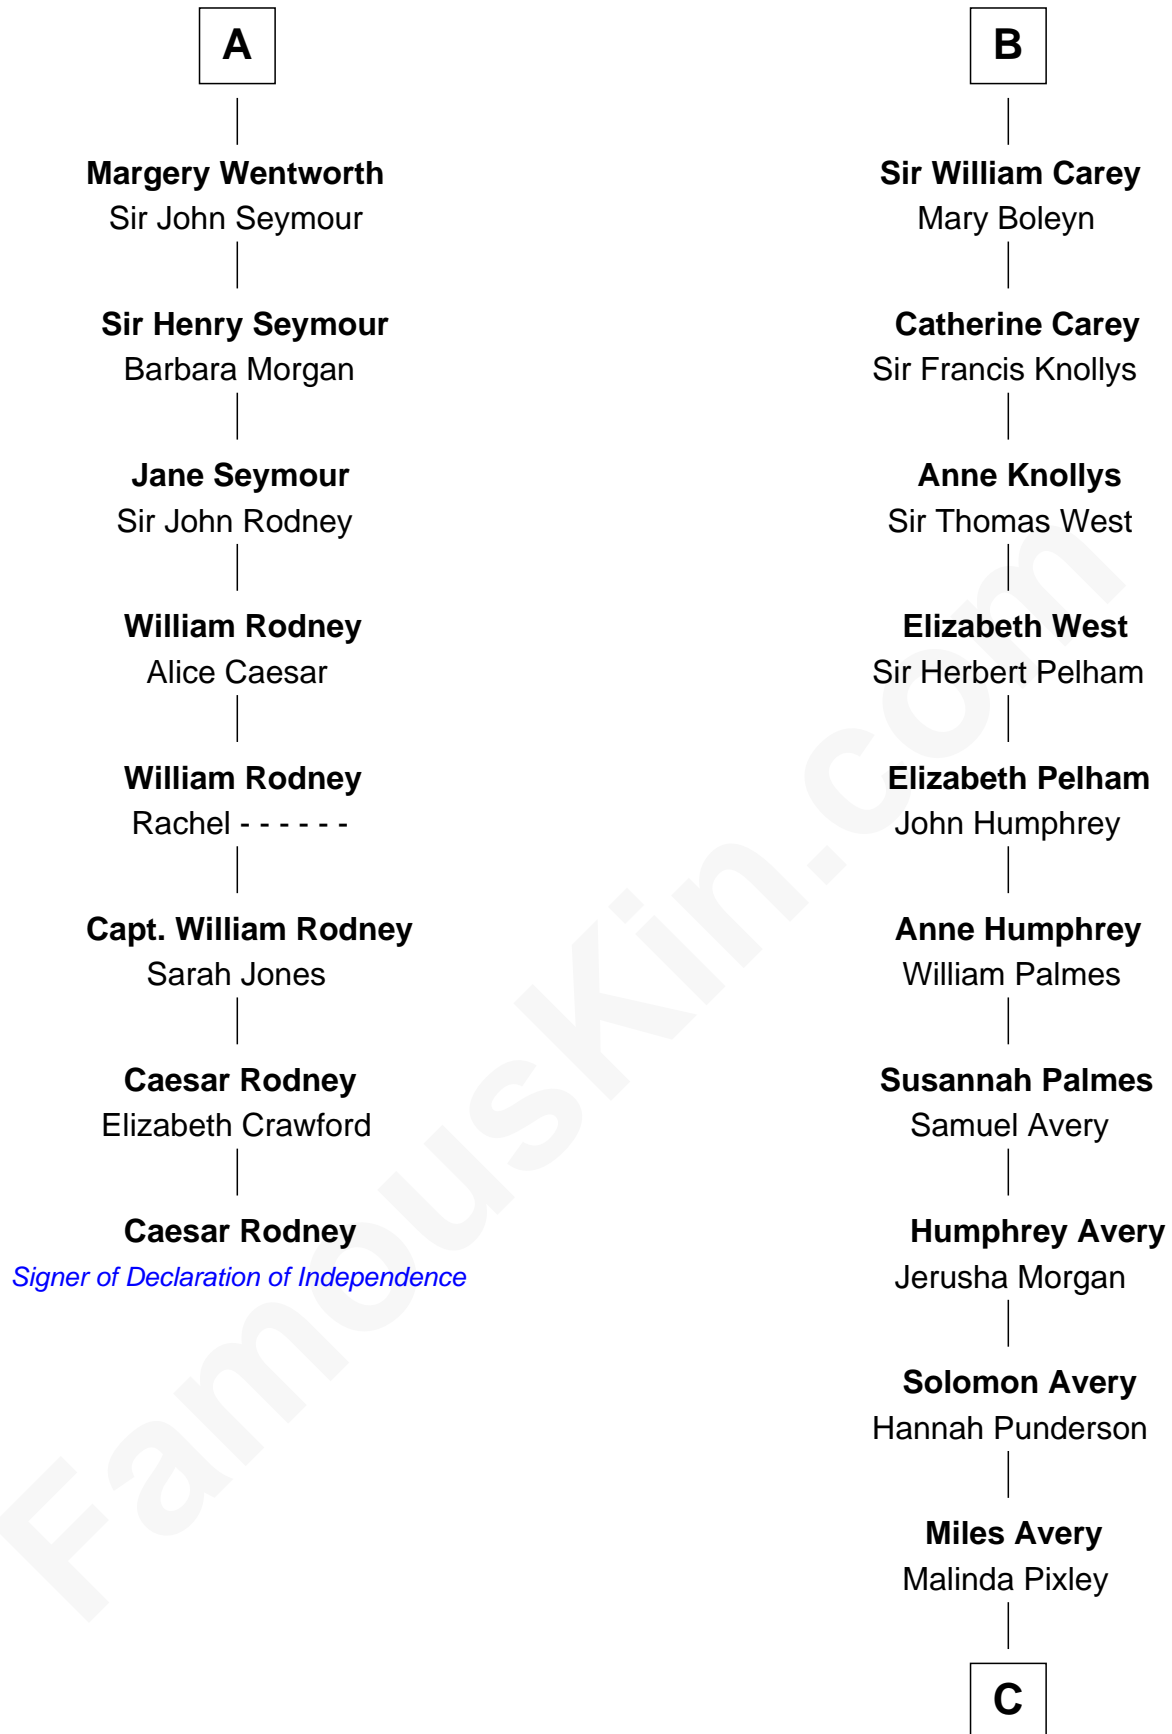 A
Margery Wentworth
Sir John Seymour
Sir Henry Seymour
Barbara Morgan
Jane Seymour
Sir John Rodney
William Rodney
Alice Caesar
William Rodney
Rachel - - - - - -
Capt. William Rodney
Sarah Jones
Caesar Rodney
Elizabeth Crawford
Caesar Rodney
Signer of Declaration of Independence
B
Sir William Carey
Mary Boleyn
Catherine Carey
Sir Francis Knollys
Anne Knollys
Sir Thomas West
Elizabeth West
Sir Herbert Pelham
Elizabeth Pelham
John Humphrey
Anne Humphrey
William Palmes
Susannah Palmes
Samuel Avery
Humphrey Avery
Jerusha Morgan
Solomon Avery
Hannah Punderson
Miles Avery
Malinda Pixley
C
FamousKin.com